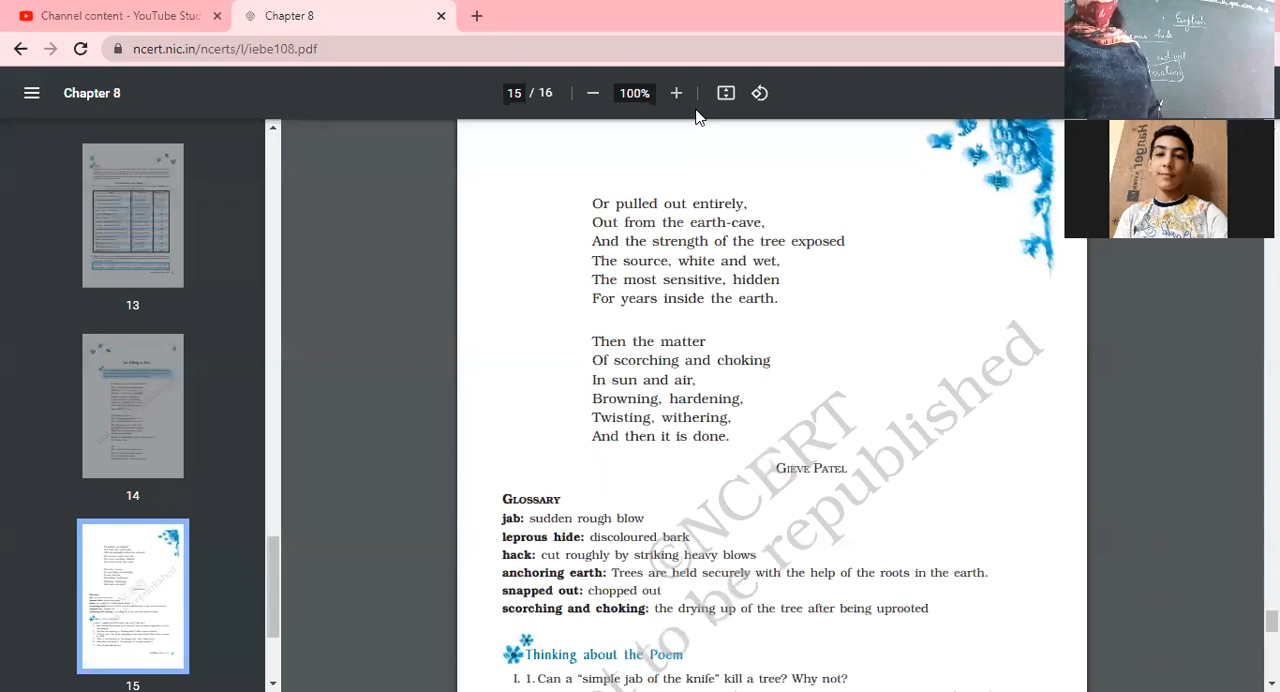 Channel content - YouTube Stud
Chapter 8
ncert.nic.in/ncerts/l/iebe108.pdf
Chapter 8
15 / 16
100%
English
Hanger
Or pulled out entirely,
Out from the earth-cave,
And the strength of the tree exposed
The source, white and wet,
The most sensitive, hidden
For years inside the earth.
Then the matter
Of scorching and choking
In sun and air,
Browning, hardening,
Twisting, withering,
And then it is done.
GIEVE PATEL
GLOSSARY
jab: sudden rough blow
leprous hide: discoloured bark
hack: cut roughly by striking heavy blows
anchoring earth: Trees are held securely with the help of the roots in the earth.
snapped out: chopped out
scorching and choking: the drying up of the tree after being uprooted
Thinking about the Poem
I. 1. Can a “simple jab of the knife” kill a tree? Why not?
©NCERT
t to be republished
13
14
15